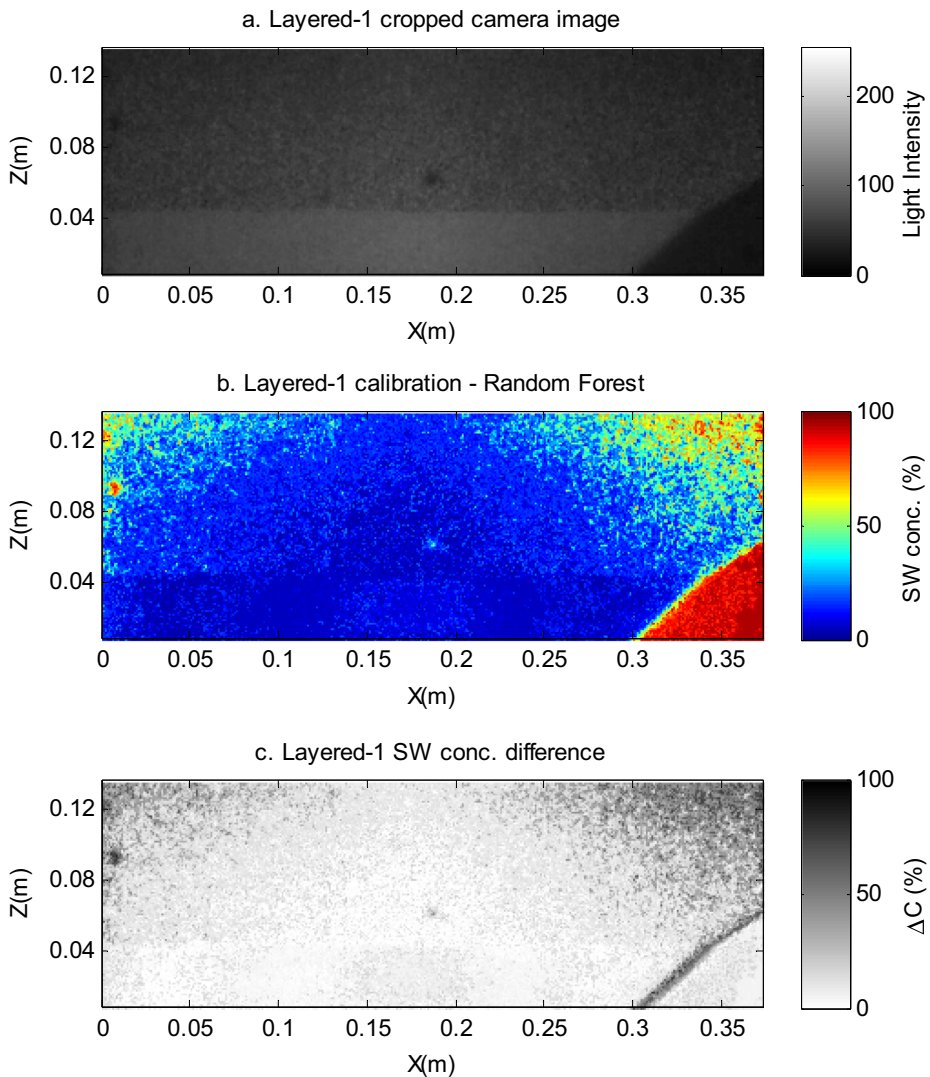 a. Layered-1 cropped camera image
0.12
0.08
0.04
Z(m)
0 0.05 0.1 0.15 0.2 0.25 0.3 0.35
X(m)
200
100
0
Light Intensity
b. Layered-1 calibration - Random Forest
0.12
0.08
0.04
Z(m)
0 0.05 0.1 0.15 0.2 0.25 0.3 0.35
X(m)
100
50
0
SW conc. (%)
c. Layered-1 SW conc. difference
0.12
0.08
0.04
Z(m)
0 0.05 0.1 0.15 0.2 0.25 0.3 0.35
X(m)
100
50
0
ΔC (%)